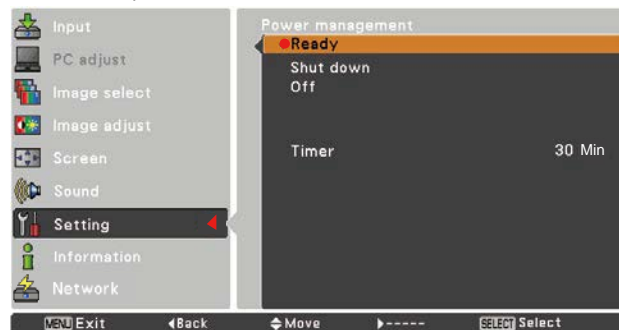 Input
PC adjust
Image select
Image adjust
Screen
Sound
Setting
Information
Network
Power management
Ready
Shut down
Off
Timer 30 Min
MENU Exit Back Move ----- SELECT Select